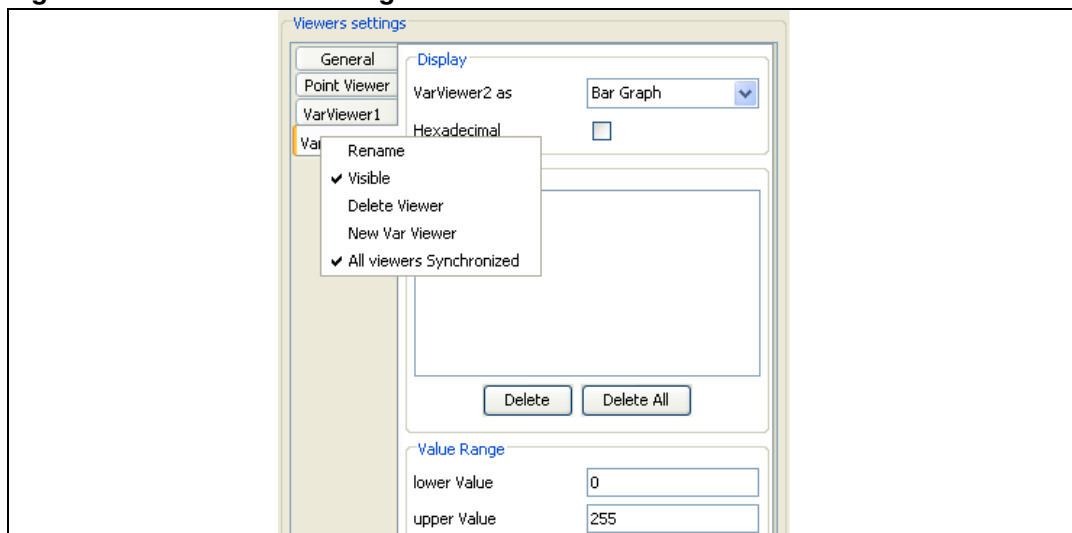 Viewers settings
General
Display
Point Viewer
VarViewer2 as
Bar Graph
VarViewer1
Hexadecimal
Rename
Visible
Delete Viewer
New Var Viewer
All viewers Synchronized
Delete
Delete All
Value Range
lower Value
0
upper Value
255